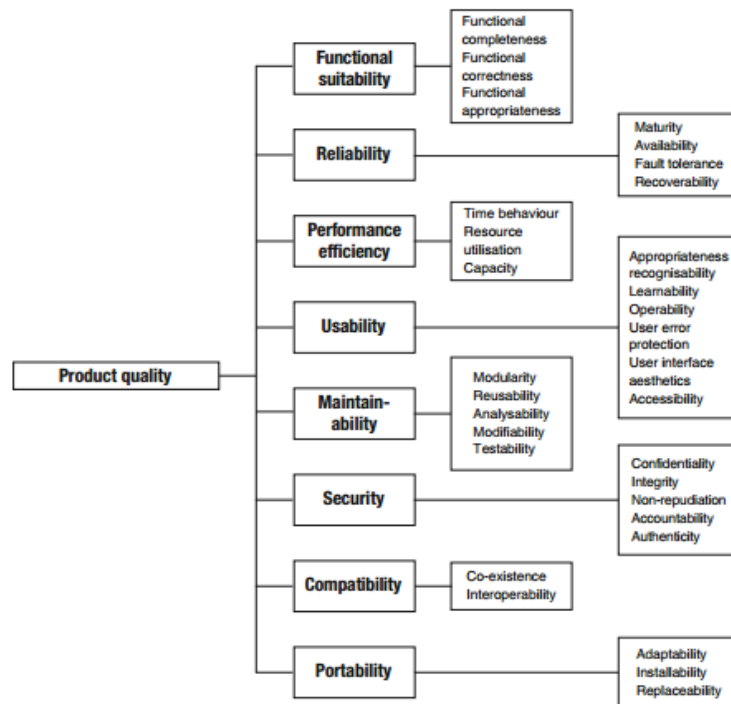 Functional
completeness
Functional
correctness
Functional
appropriateness
Functional
suitability
Maturity
Availability
Fault tolerance
Recoverability
Reliability
Time behaviour
Resource
utilisation
Capacity
Performance
efficiency
Appropriateness
recognisability
Learnability
Operability
User error
protection
User interface
aesthetics
Accessibility
Usability
Product quality
Modularity
Reusability
Analysability
Modifiability
Testability
Maintain-
ability
Confidentiality
Integrity
Non-repudiation
Accountability
Authenticity
Security
Compatibility
Co-existence
Interoperability
Portability
Adaptability
Installability
Replaceability